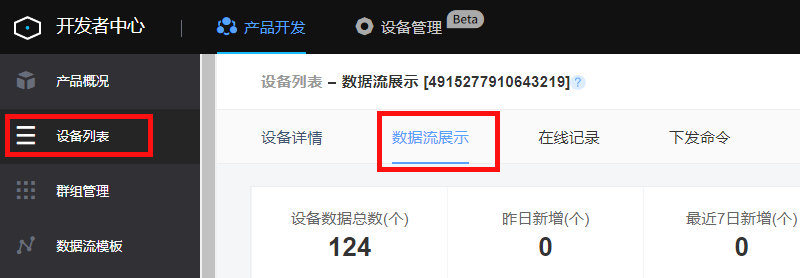 开发者中心 产品开发 设备管理 Beta
产品概况
设备列表
群组管理
数据流模板
设备列表 – 数据流展示 [4915277910643219] ?
设备详情 数据流展示 在线记录 下发命令
设备数据总数(个) 昨日新增(个) 最近7日新增(个)
124 0 0